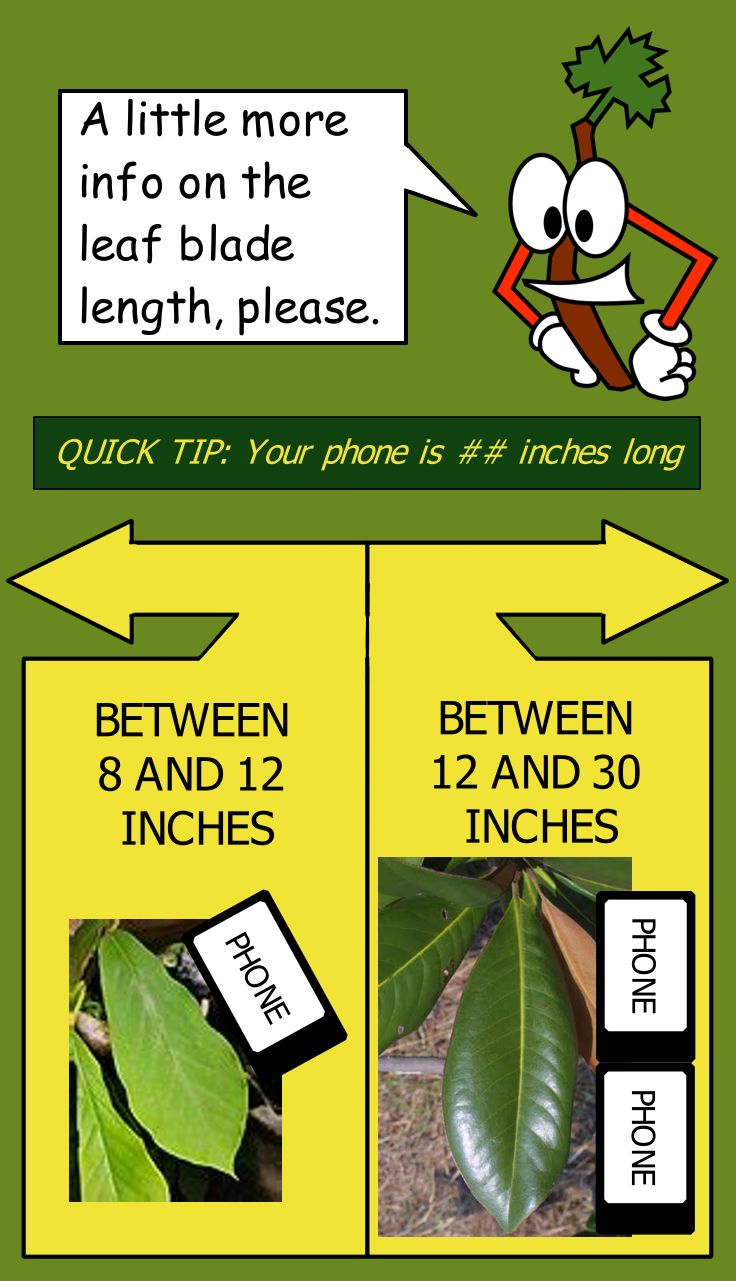 A little more
info on the
leaf blade
length, please.
QUICK TIP: Your phone is ## inches long
BETWEEN
8 AND 12
INCHES
BETWEEN
12 AND 30
INCHES
PHONE
PHONE
PHONE